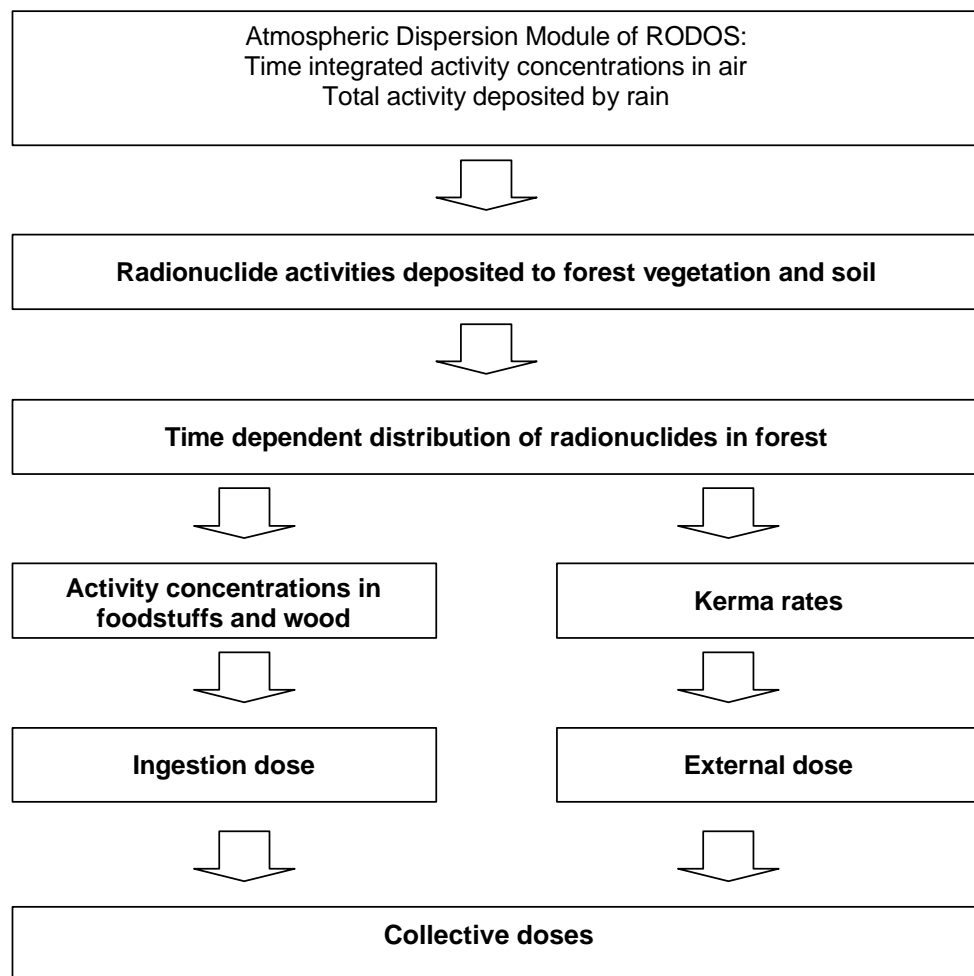 Atmospheric Dispersion Module of RODOS:
Time integrated activity concentrations in air
Total activity deposited by rain
Radionuclide activities deposited to forest vegetation and soil
Time dependent distribution of radionuclides in forest
Activity concentrations in
foodstuffs and wood
Kerma rates
Ingestion dose
External dose
Collective doses